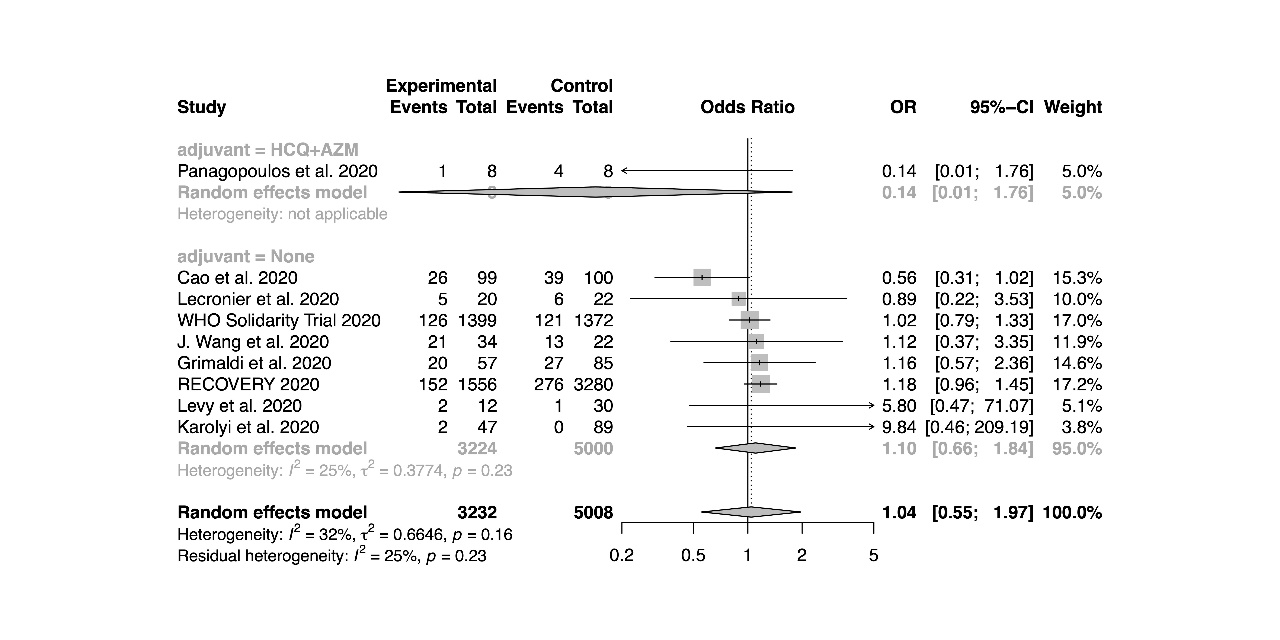 Experimental Control
Study Events Total Events Total Odds Ratio OR 95%−CI Weight
adjuvant = HCQ+AZM
Panagopoulos et al. 2020 1 8 4 8 0.14 [0.01; 1.76] 5.0%
Random effects model 8 0.14 [0.01; 1.76] 5.0%
Heterogeneity: not applicable
adjuvant = None
Cao et al. 2020 26 99 39 100 0.56 [0.31; 1.02] 15.3%
Lecronier et al. 2020 5 20 6 22 0.89 [0.22; 3.53] 10.0%
WHO Solidarity Trial 2020 126 1399 121 1372 1.02 [0.79; 1.33] 17.0%
J. Wang et al. 2020 21 34 13 22 1.12 [0.37; 3.35] 11.9%
Grimaldi et al. 2020 20 57 27 85 1.16 [0.57; 2.36] 14.6%
RECOVERY 2020 152 1556 276 3280 1.18 [0.96; 1.45] 17.2%
Levy et al. 2020 2 12 1 30 5.80 [0.47; 71.07] 5.1%
Karolyi et al. 2020 2 47 0 89 9.84 [0.46; 209.19] 3.8%
Random effects model 3224 5000 1.10 [0.66; 1.84] 95.0%
Heterogeneity: I² = 25%, τ² = 0.3774, p = 0.23
Random effects model 3232 5008 1.04 [0.55; 1.97] 100.0%
Heterogeneity: I² = 32%, τ² = 0.6646, p = 0.16
Residual heterogeneity: I² = 25%, p = 0.23 0.2 0.5 1 2 5